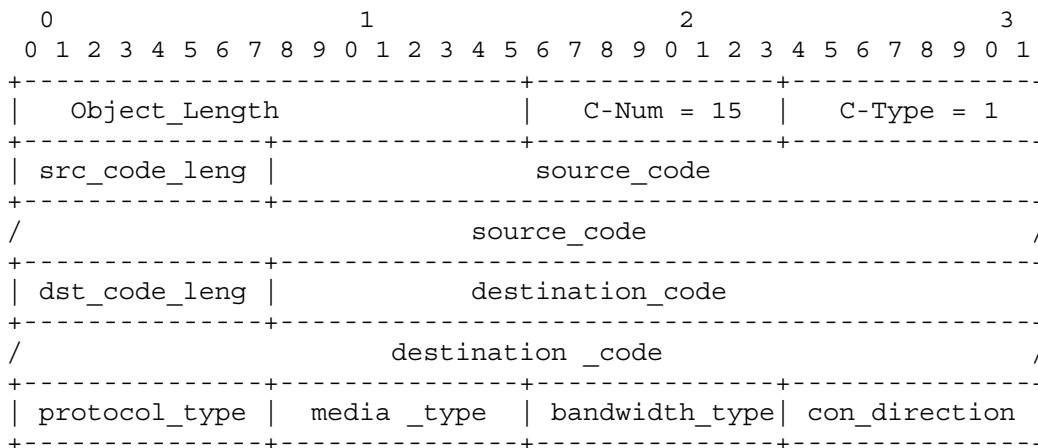 0 1 2 3
0 1 2 3 4 5 6 7 8 9 0 1 2 3 4 5 6 7 8 9 0 1 2 3 4 5 6 7 8 9 0 1
+---------------+---------------+---------------+---------------+
| Object_Length | C-Num = 15 | C-Type = 1
+---------------+---------------+---------------+---------------+
| src_code_leng | source_code
+---------------+-----------------------------------------------
/ source_code /
+---------------+-----------------------------------------------
| dst_code_leng | destination_code
+---------------+-----------------------------------------------
/ destination _code /
+---------------+---------------+---------------+---------------
| protocol_type | media _type | bandwidth_type| con_direction
+---------------+---------------+---------------+---------------